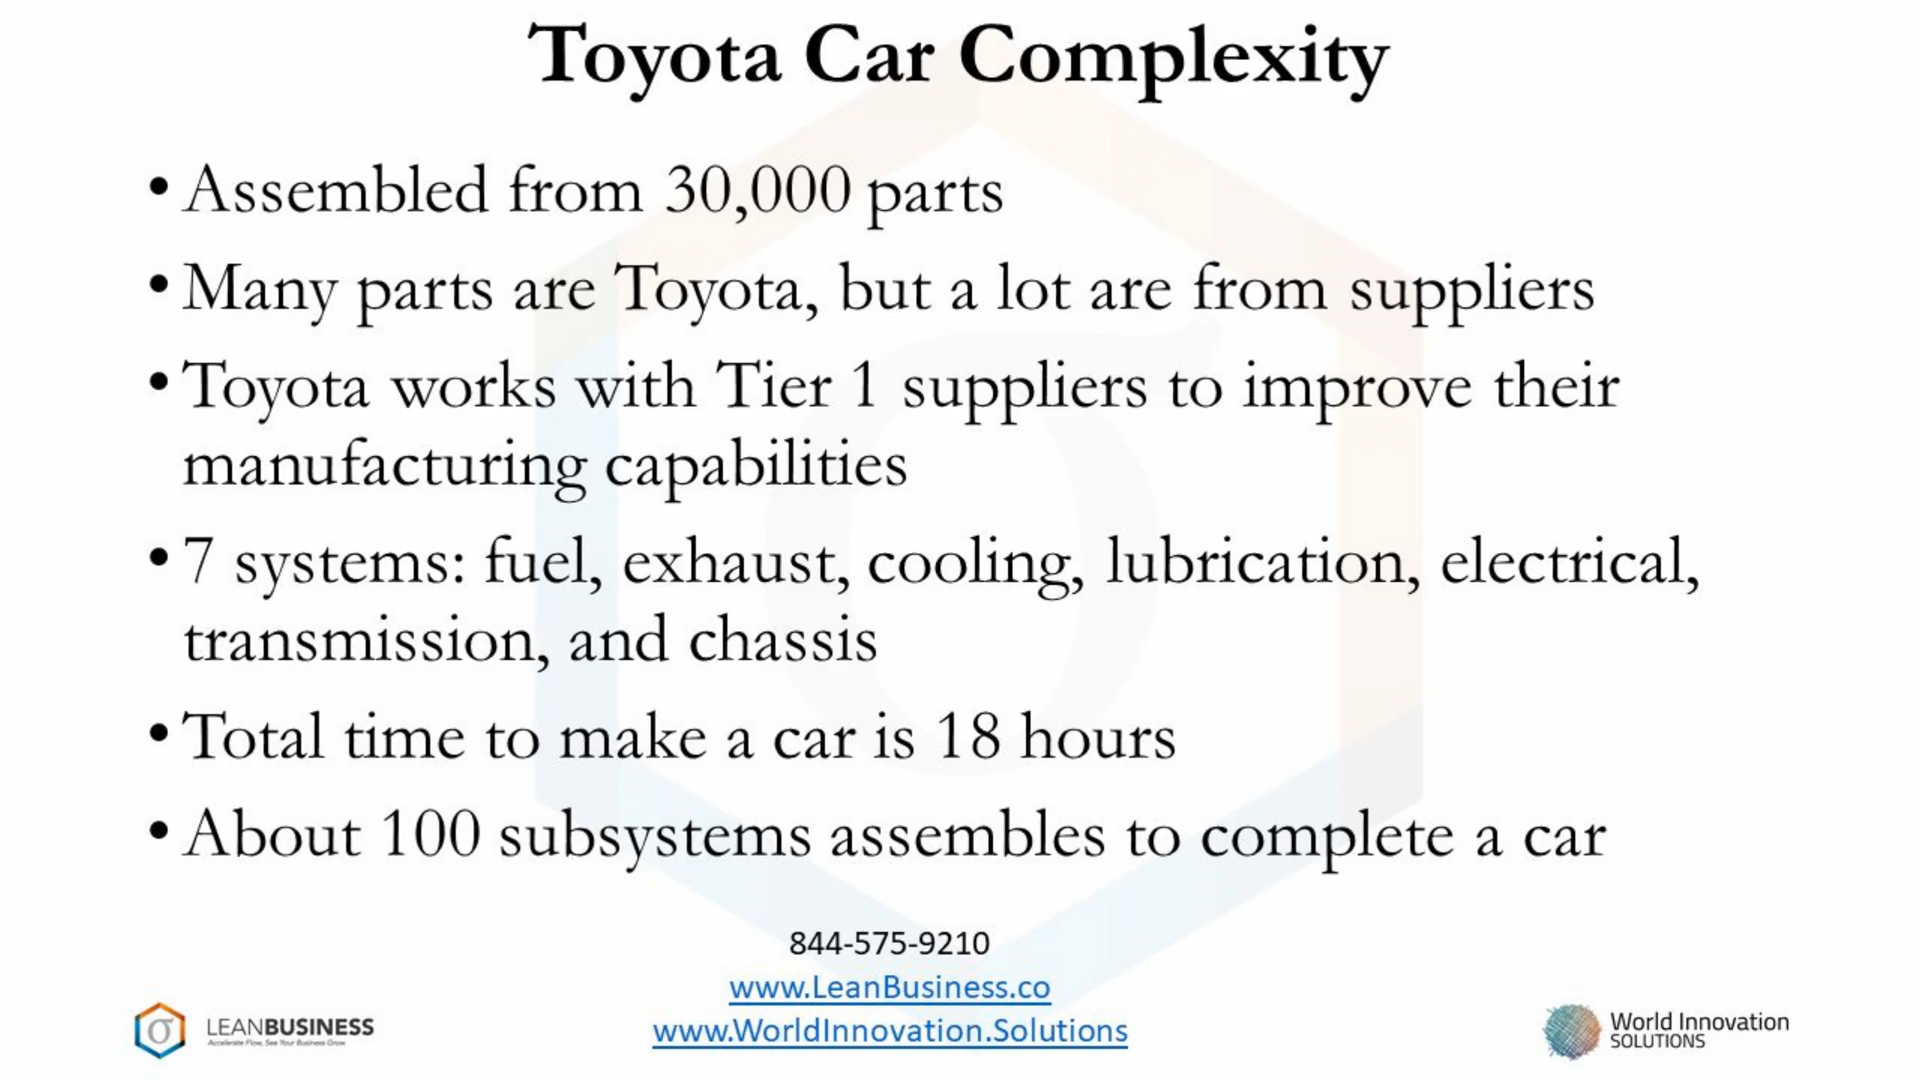 Toyota Car Complexity
• Assembled from 30,000 parts
• Many parts are Toyota, but a lot are from suppliers
• Toyota works with Tier 1 suppliers to improve their
manufacturing capabilities
• 7 systems: fuel, exhaust, cooling, lubrication, electrical,
transmission, and chassis
• Total time to make a car is 18 hours
• About 100 subsystems assembles to complete a car
844-575-9210
www.LeanBusiness.co
www.WorldInnovation.Solutions
σ
LEANBUSINESS
Accelerate Flow, See Your Business Grow
World Innovation
SOLUTIONS